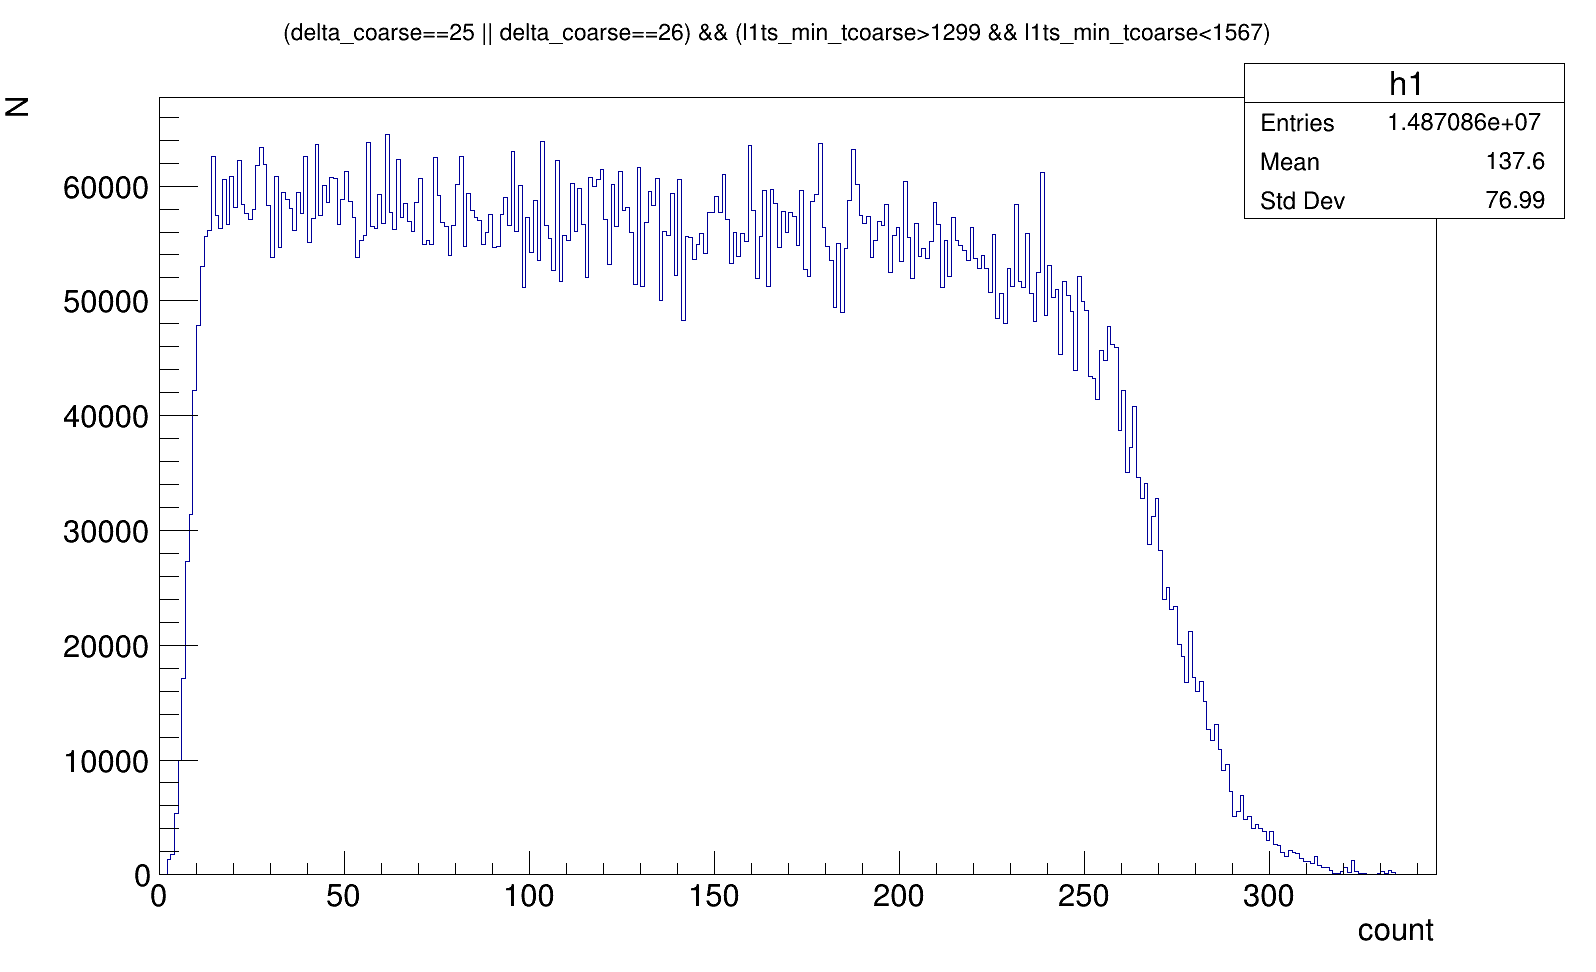 (delta_coarse==25 || delta_coarse==26) && (l1ts_min_tcoarse>1299 && l1ts_min_tcoarse<1567)
h1
Entries 1.487086e+07
Mean 137.6
Std Dev 76.99
N
60000
50000
40000
30000
20000
10000
0
0 50 100 150 200 250 300
count